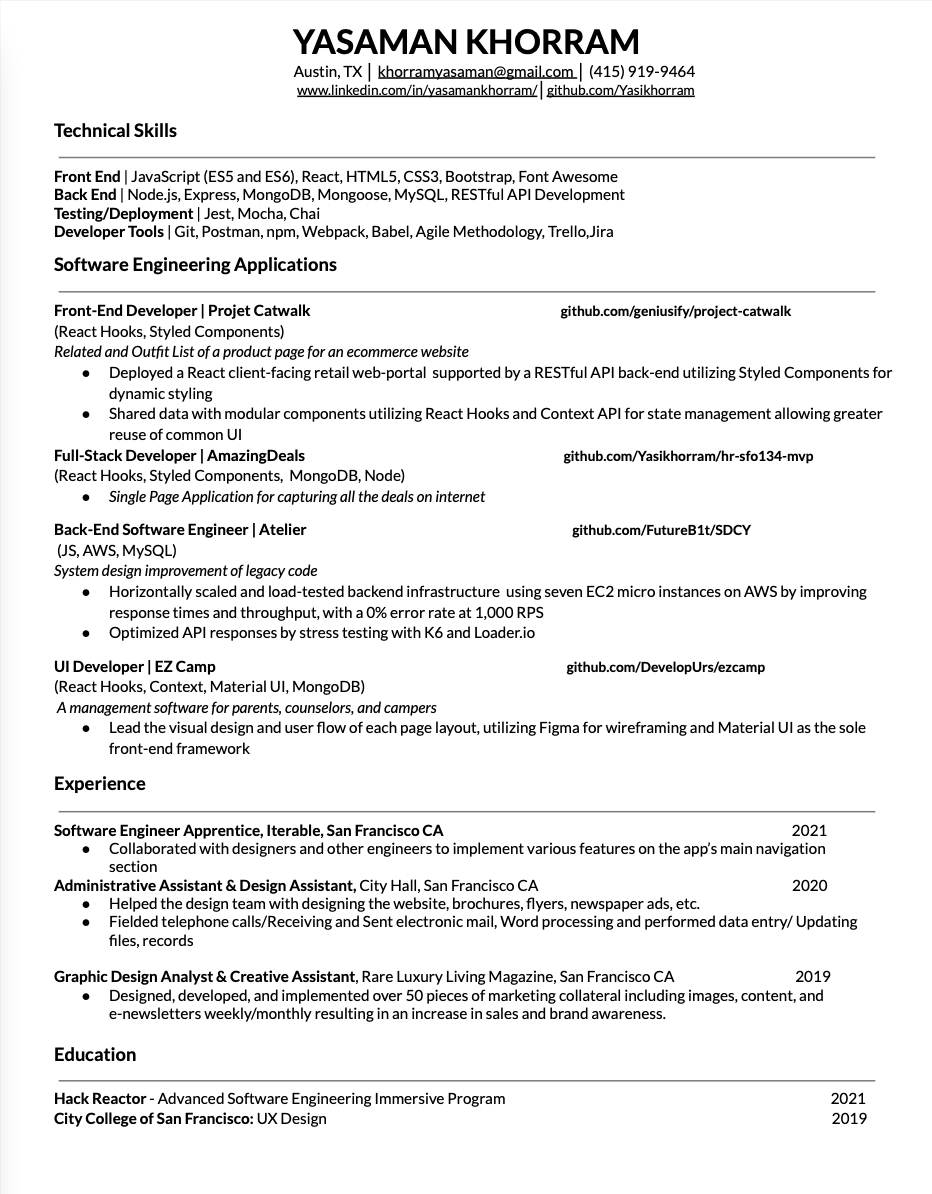 YASAMAN KHORRAM
Austin, TX | khorramyasaman@gmail.com | (415) 919-9464
www.linkedin.com/in/yasamankhorram/ | github.com/Yasikhorram
Technical Skills
Front End | JavaScript (ES5 and ES6), React, HTML5, CSS3, Bootstrap, Font Awesome
Back End | Node.js, Express, MongoDB, Mongoose, MySQL, RESTful API Development
Testing/Deployment | Jest, Mocha, Chai
Developer Tools | Git, Postman, npm, Webpack, Babel, Agile Methodology, Trello,Jira
Software Engineering Applications
Front-End Developer | Projet Catwalk github.com/geniusify/project-catwalk
(React Hooks, Styled Components)
Related and Outfit List of a product page for an ecommerce website
● Deployed a React client-facing retail web-portal supported by a RESTful API back-end utilizing Styled Components for
dynamic styling
● Shared data with modular components utilizing React Hooks and Context API for state management allowing greater
reuse of common UI
Full-Stack Developer | AmazingDeals github.com/Yasikhorram/hr-sfo134-mvp
(React Hooks, Styled Components, MongoDB, Node)
● Single Page Application for capturing all the deals on internet
Back-End Software Engineer | Atelier github.com/FutureB1t/SDCY
(JS, AWS, MySQL)
System design improvement of legacy code
● Horizontally scaled and load-tested backend infrastructure using seven EC2 micro instances on AWS by improving
response times and throughput, with a 0% error rate at 1,000 RPS
● Optimized API responses by stress testing with K6 and Loader.io
UI Developer | EZ Camp github.com/DevelopUrs/ezcamp
(React Hooks, Context, Material UI, MongoDB)
A management software for parents, counselors, and campers
● Lead the visual design and user flow of each page layout, utilizing Figma for wireframing and Material UI as the sole
front-end framework
Experience
Software Engineer Apprentice, Iterable, San Francisco CA 2021
● Collaborated with designers and other engineers to implement various features on the app’s main navigation
section
Administrative Assistant & Design Assistant, City Hall, San Francisco CA 2020
● Helped the design team with designing the website, brochures, flyers, newspaper ads, etc.
● Fielded telephone calls/Receiving and Sent electronic mail, Word processing and performed data entry/ Updating
files, records
Graphic Design Analyst & Creative Assistant, Rare Luxury Living Magazine, San Francisco CA 2019
● Designed, developed, and implemented over 50 pieces of marketing collateral including images, content, and
e-newsletters weekly/monthly resulting in an increase in sales and brand awareness.
Education
Hack Reactor - Advanced Software Engineering Immersive Program 2021
City College of San Francisco: UX Design 2019